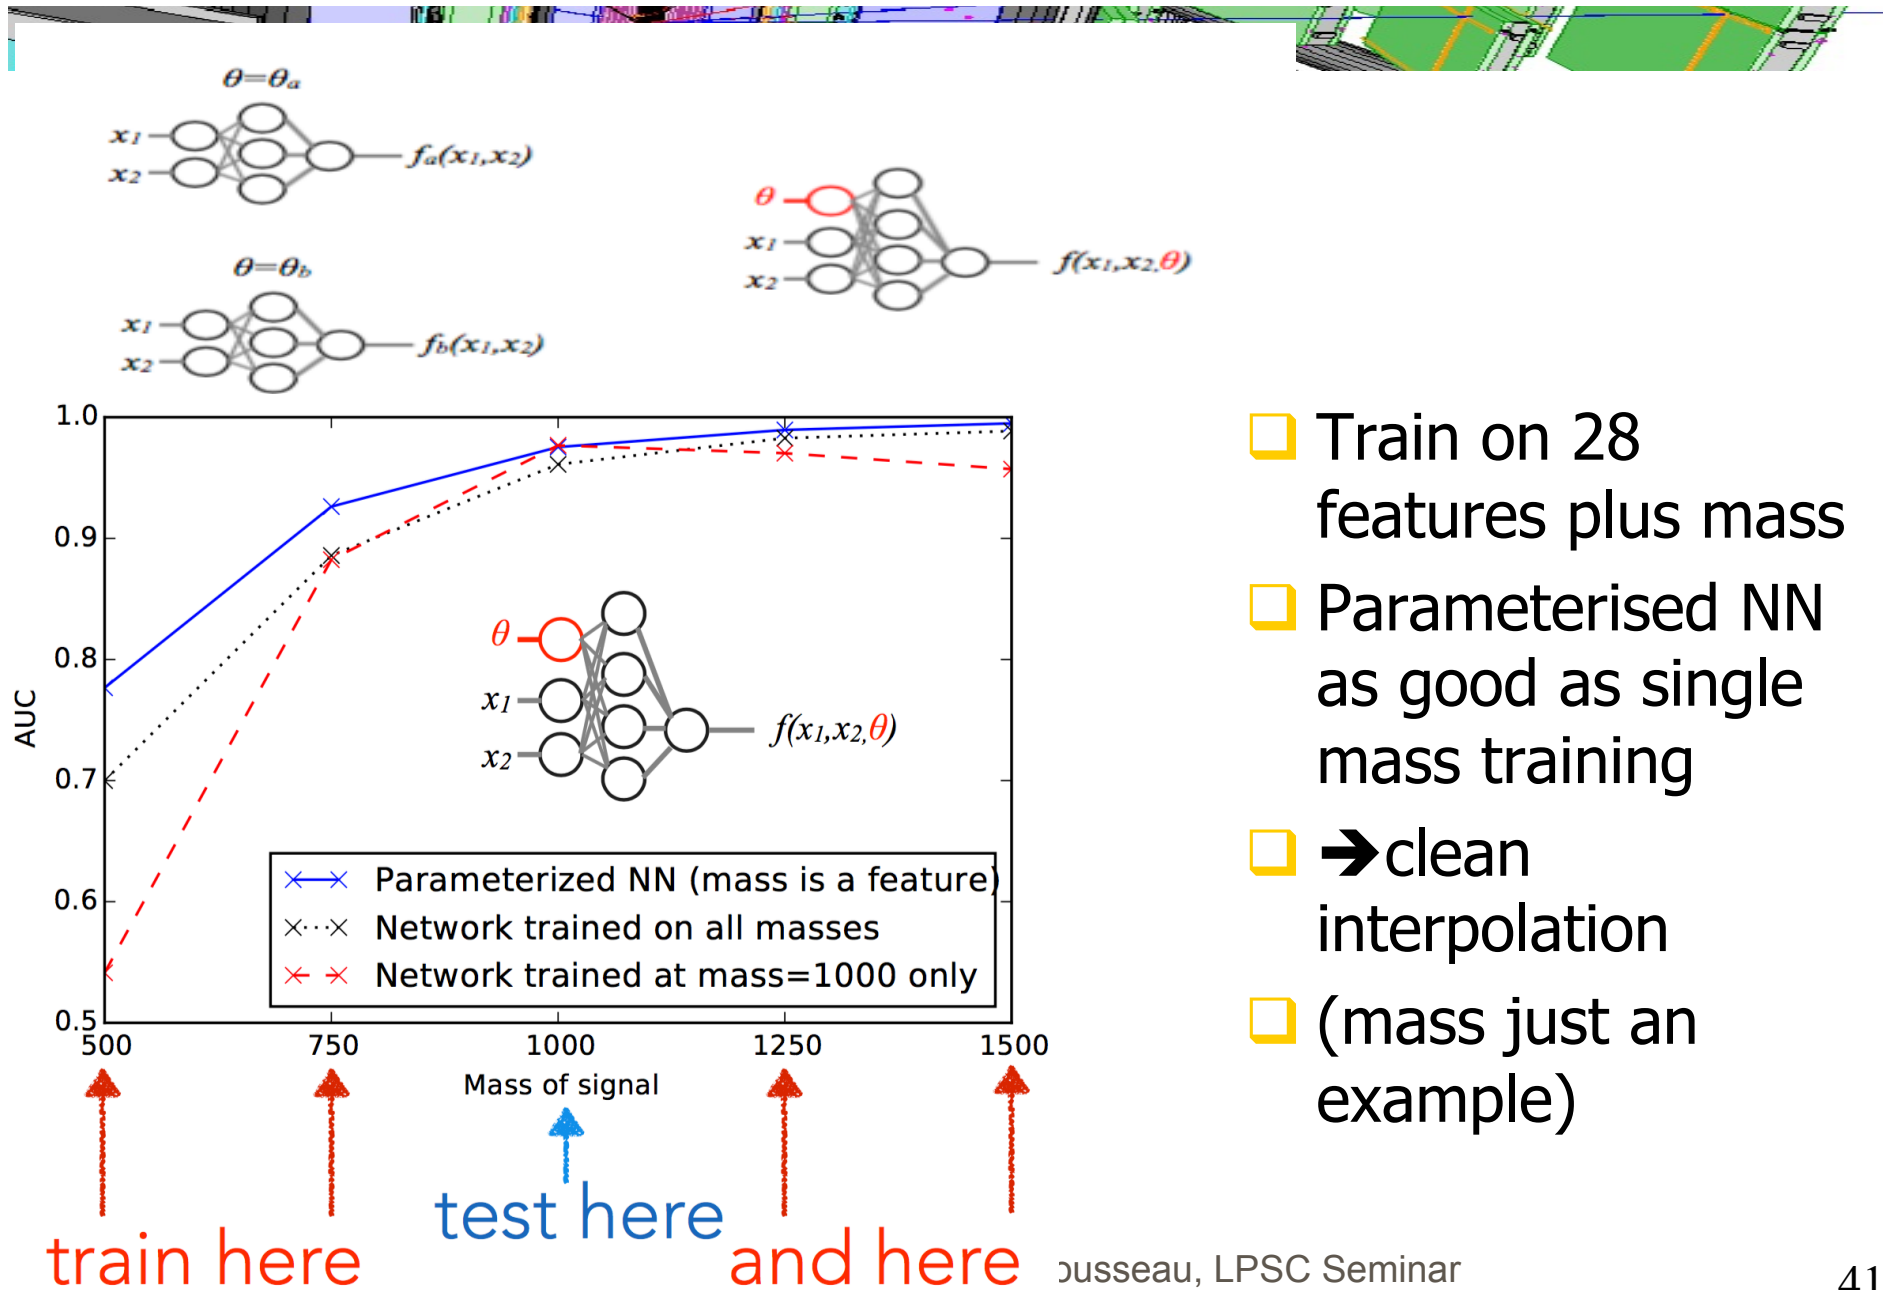 θ=θa
x1
x2
fa(x1,x2)
θ=θb
x1
x2
fb(x1,x2)
θ
x1
x2
f(x1,x2,θ)
1.0
0.9
0.8
0.7
0.6
0.5
AUC
θ
x1
x2
f(x1,x2,θ)
Parameterized NN (mass is a feature)
Network trained on all masses
Network trained at mass=1000 only
500 750 1000 1250 1500
Mass of signal
train here
test here
and here
❑ Train on 28
features plus mass
❑ Parameterised NN
as good as single
mass training
❑ ➔clean
interpolation
❑ (mass just an
example)
LPSC Seminar
41